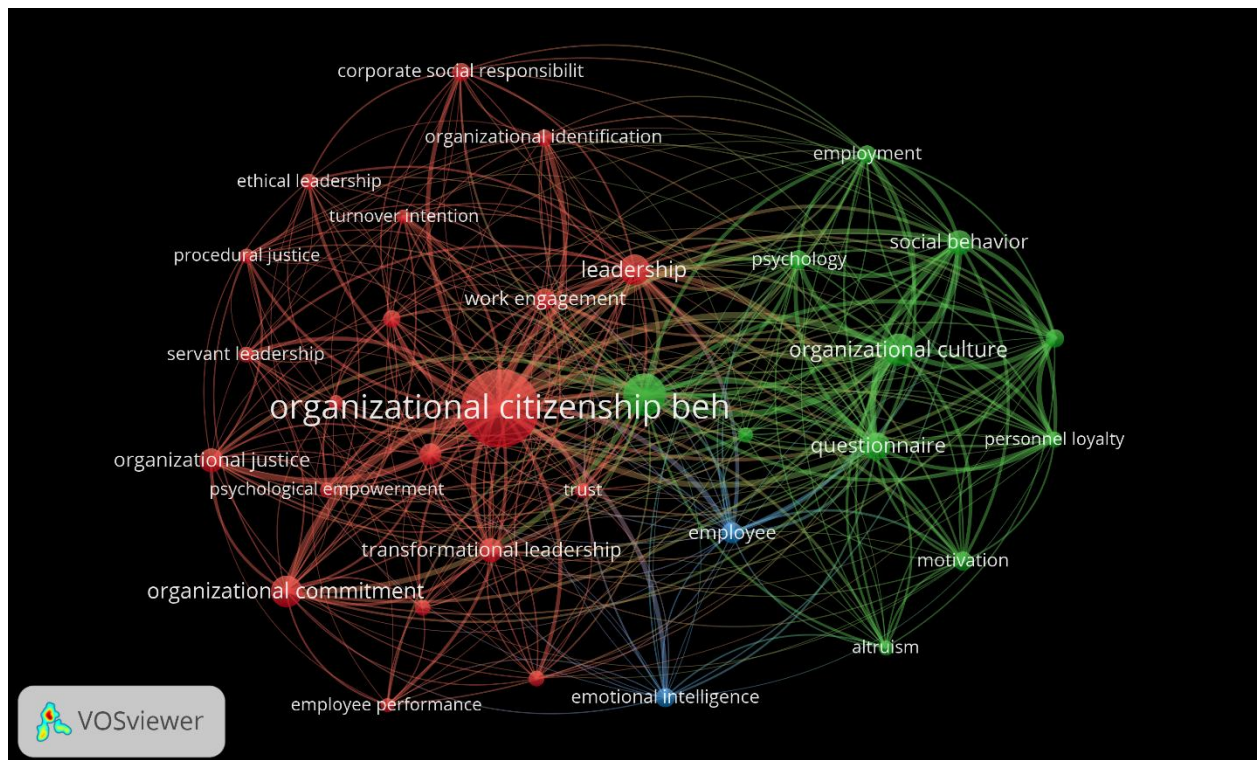 corporate social responsibilit
organizational identification
employment
ethical leadership
turnover intention
social behavior
procedural justice
psychology
leadership
work engagement
servant leadership
organizational culture
organizational citizenship beh
personnel loyalty
questionnaire
organizational justice
psychological empowerment
trust
employee
transformational leadership
motivation
organizational commitment
altruism
emotional intelligence
employee performance
VOSviewer